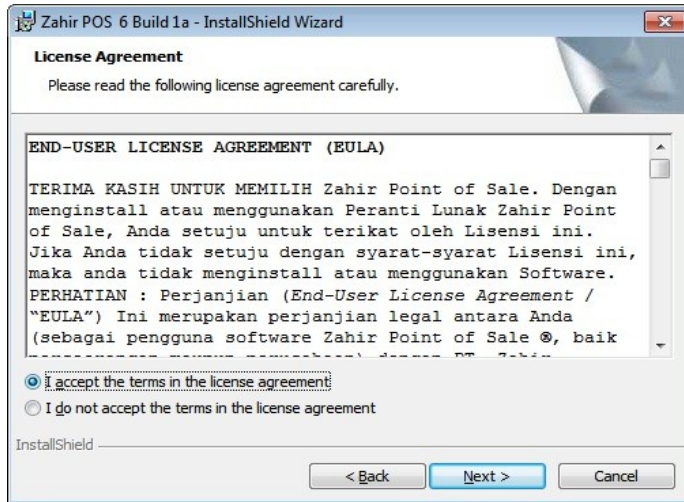 Zahir POS 6 Build 1a - InstallShield Wizard
License Agreement
Please read the following license agreement carefully.
END-USER LICENSE AGREEMENT (EULA)
TERIMA KASIH UNTUK MEMILIH Zahir Point of Sale. Dengan
menginstall atau menggunakan Peranti Lunak Zahir Point
of Sale, Anda setuju untuk terikat oleh Lisensi ini.
Jika Anda tidak setuju dengan syarat-syarat Lisensi ini,
maka anda tidak menginstall atau menggunakan Software.
PERHATIAN : Perjanjian (End-User License Agreement /
“EULA”) Ini merupakan perjanjian legal antara Anda
(sebagai pengguna software Zahir Point of Sale ®, baik
I accept the terms in the license agreement
I do not accept the terms in the license agreement
InstallShield
< Back
Next >
Cancel